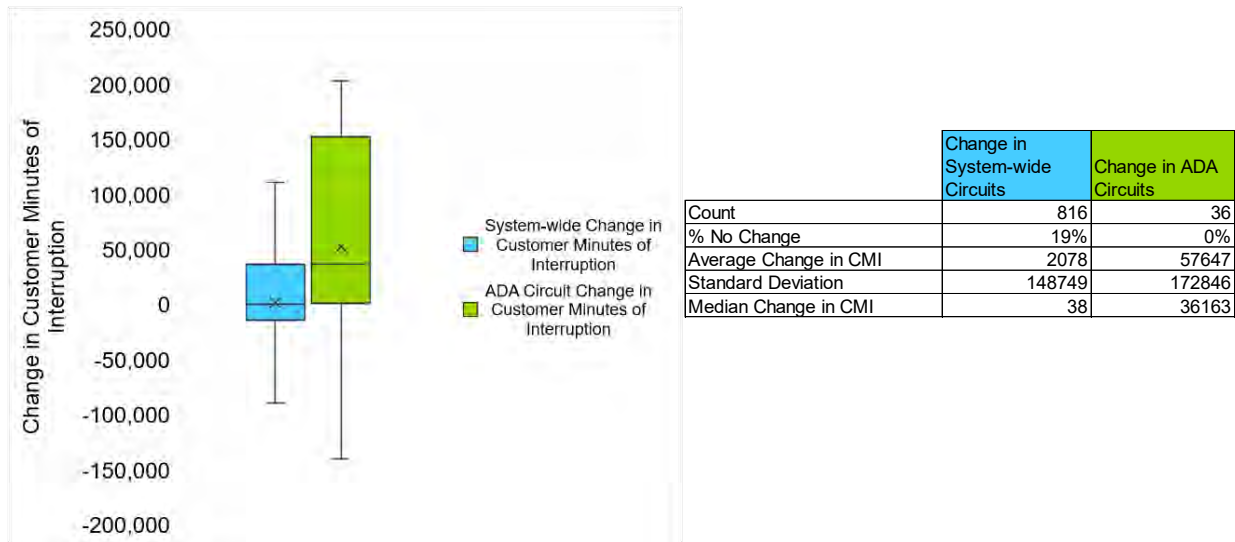 250,000
200,000
150,000
100,000
50,000
0
-50,000
-100,000
-150,000
-200,000
Change in Customer Minutes of
Interruption
System-wide Change in
Customer Minutes of
Interruption
ADA Circuit Change in
Customer Minutes of
Interruption
Change in
System-wide
Circuits
Change in ADA
Circuits
Count 816 36
% No Change 19% 0%
Average Change in CMI 2078 57647
Standard Deviation 148749 172846
Median Change in CMI 38 36163